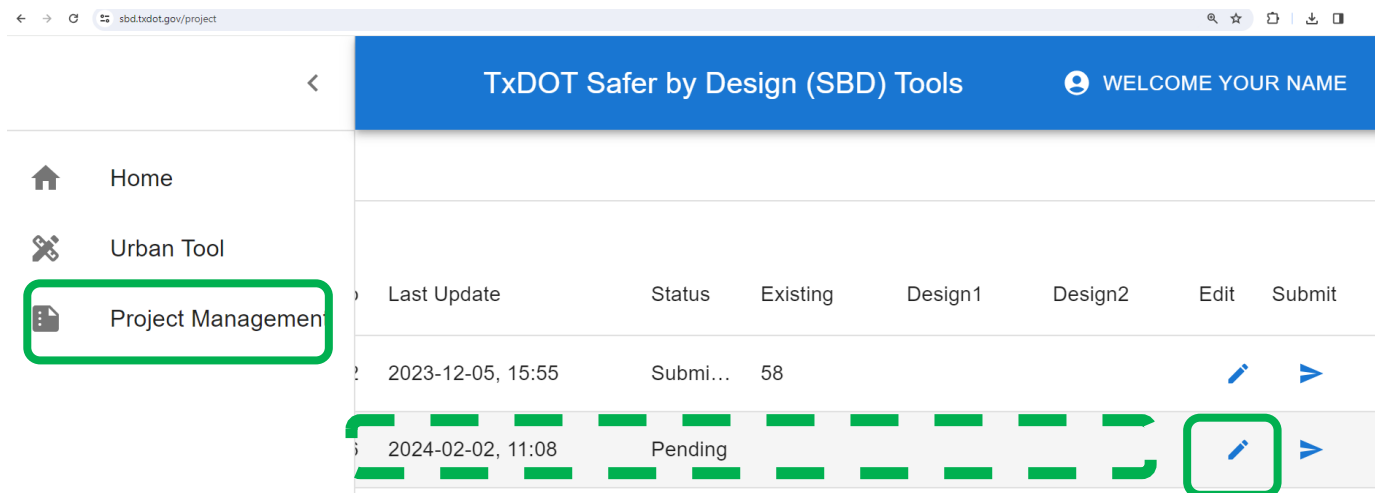 sbd.txdot.gov/project
TxDOT Safer by Design (SBD) Tools WELCOME YOUR NAME
Home
Urban Tool
Project Management
Last Update Status Existing Design1 Design2 Edit Submit
2023-12-05, 15:55 Submi... 58
2024-02-02, 11:08 Pending